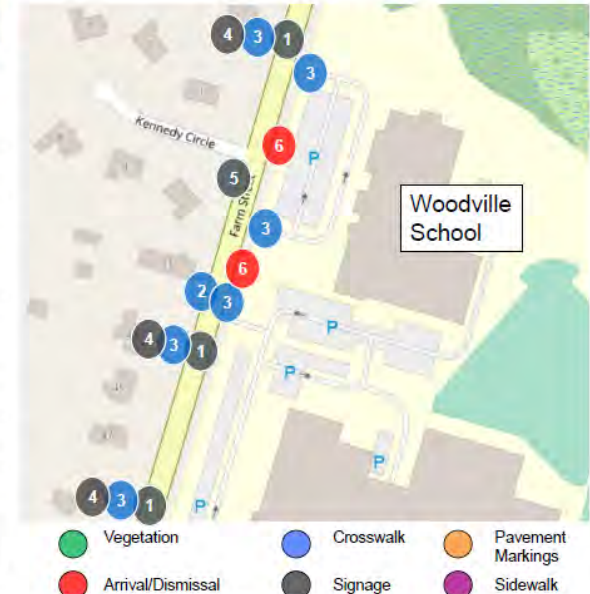 4 3 1
3
6
Kennedy Circle
P
5
Farm Street
Woodville
School
3
6
2 3
P
4 3 1
P
P
4 3 1
P
Vegetation
Crosswalk
Pavement
Markings
Arrival/Dismissal
Signage
Sidewalk